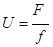 U = F/f